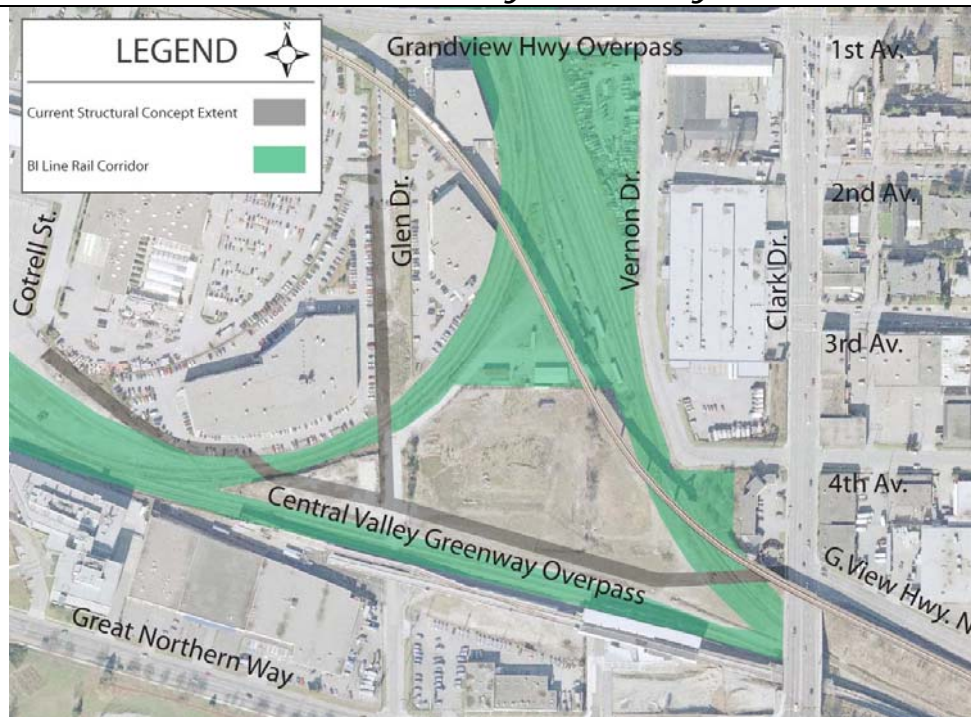 LEGEND
N
Current Structural Concept Extent
BI Line Rail Corridor
Grandview Hwy Overpass
1st Av.
2nd Av.
Cotrell St.
Glen Dr.
Vernon Dr.
Clark Dr.
3rd Av.
4th Av.
Central Valley Greenway Overpass
G.View Hwy. N
Great Northern Way